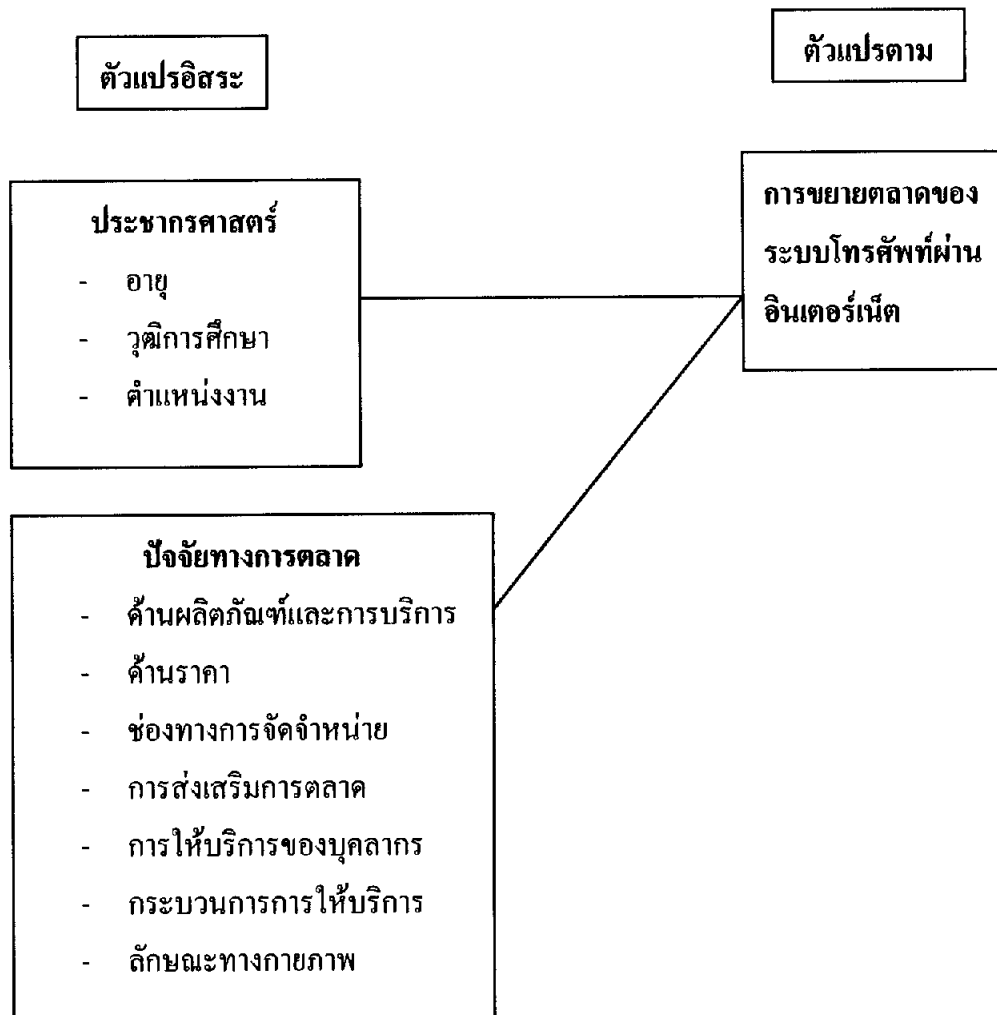 ตัวแปรอิสระ
ตัวแปรตาม
ประชากรศาสตร์
- อายุ
- วุฒิการศึกษา
- ตำแหน่งงาน
การขยายตลาดของ
ระบบโทรศัพท์ผ่าน
อินเตอร์เน็ต
ปัจจัยทางการตลาด
- ด้านผลิตภัณฑ์และการบริการ
- ด้านราคา
- ช่องทางการจัดจำหน่าย
- การส่งเสริมการตลาด
- การให้บริการของบุคลากร
- กระบวนการการให้บริการ
- ลักษณะทางกายภาพ